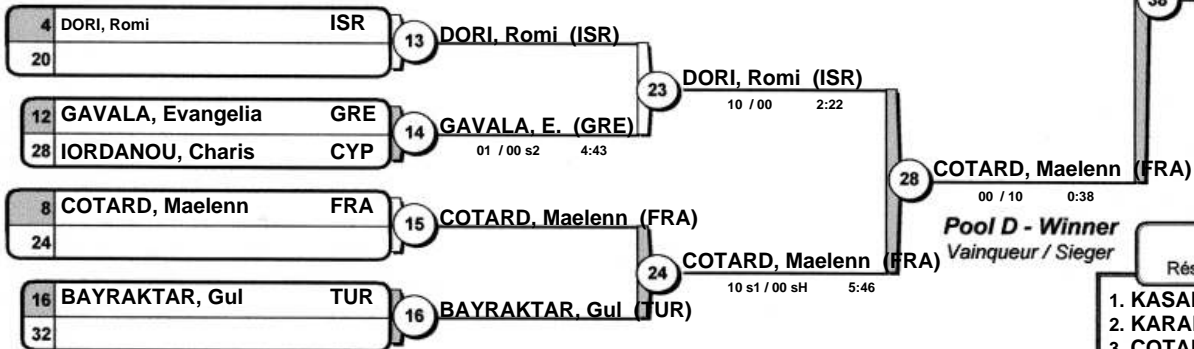 38
4 DORI, Romi ISR
20
13 DORI, Romi (ISR)
12 GAVALA, Evangelia GRE
28 IORDANOU, Charis CYP
14 GAVALA, E. (GRE)
01 / 00 s2 4:43
23 DORI, Romi (ISR)
10 / 00 2:22
8 COTARD, Maelenn FRA
24
15 COTARD, Maelenn (FRA)
16 BAYRAKTAR, Gul TUR
32
16 BAYRAKTAR, Gul (TUR)
24 COTARD, Maelenn (FRA)
10 s1 / 00 sH 5:46
28 COTARD, Maelenn (FRA)
00 / 10 0:38
Pool D - Winner
Vainqueur / Sieger
1.
2.
3.